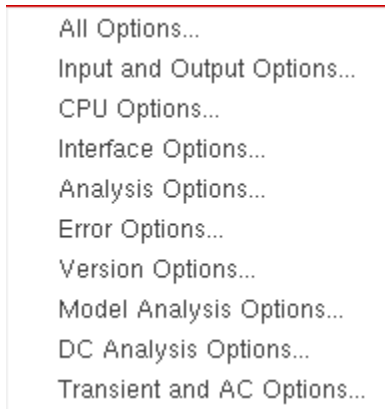 All Options...
Input and Output Options...
CPU Options...
Interface Options...
Analysis Options...
Error Options...
Version Options...
Model Analysis Options...
DC Analysis Options...
Transient and AC Options...